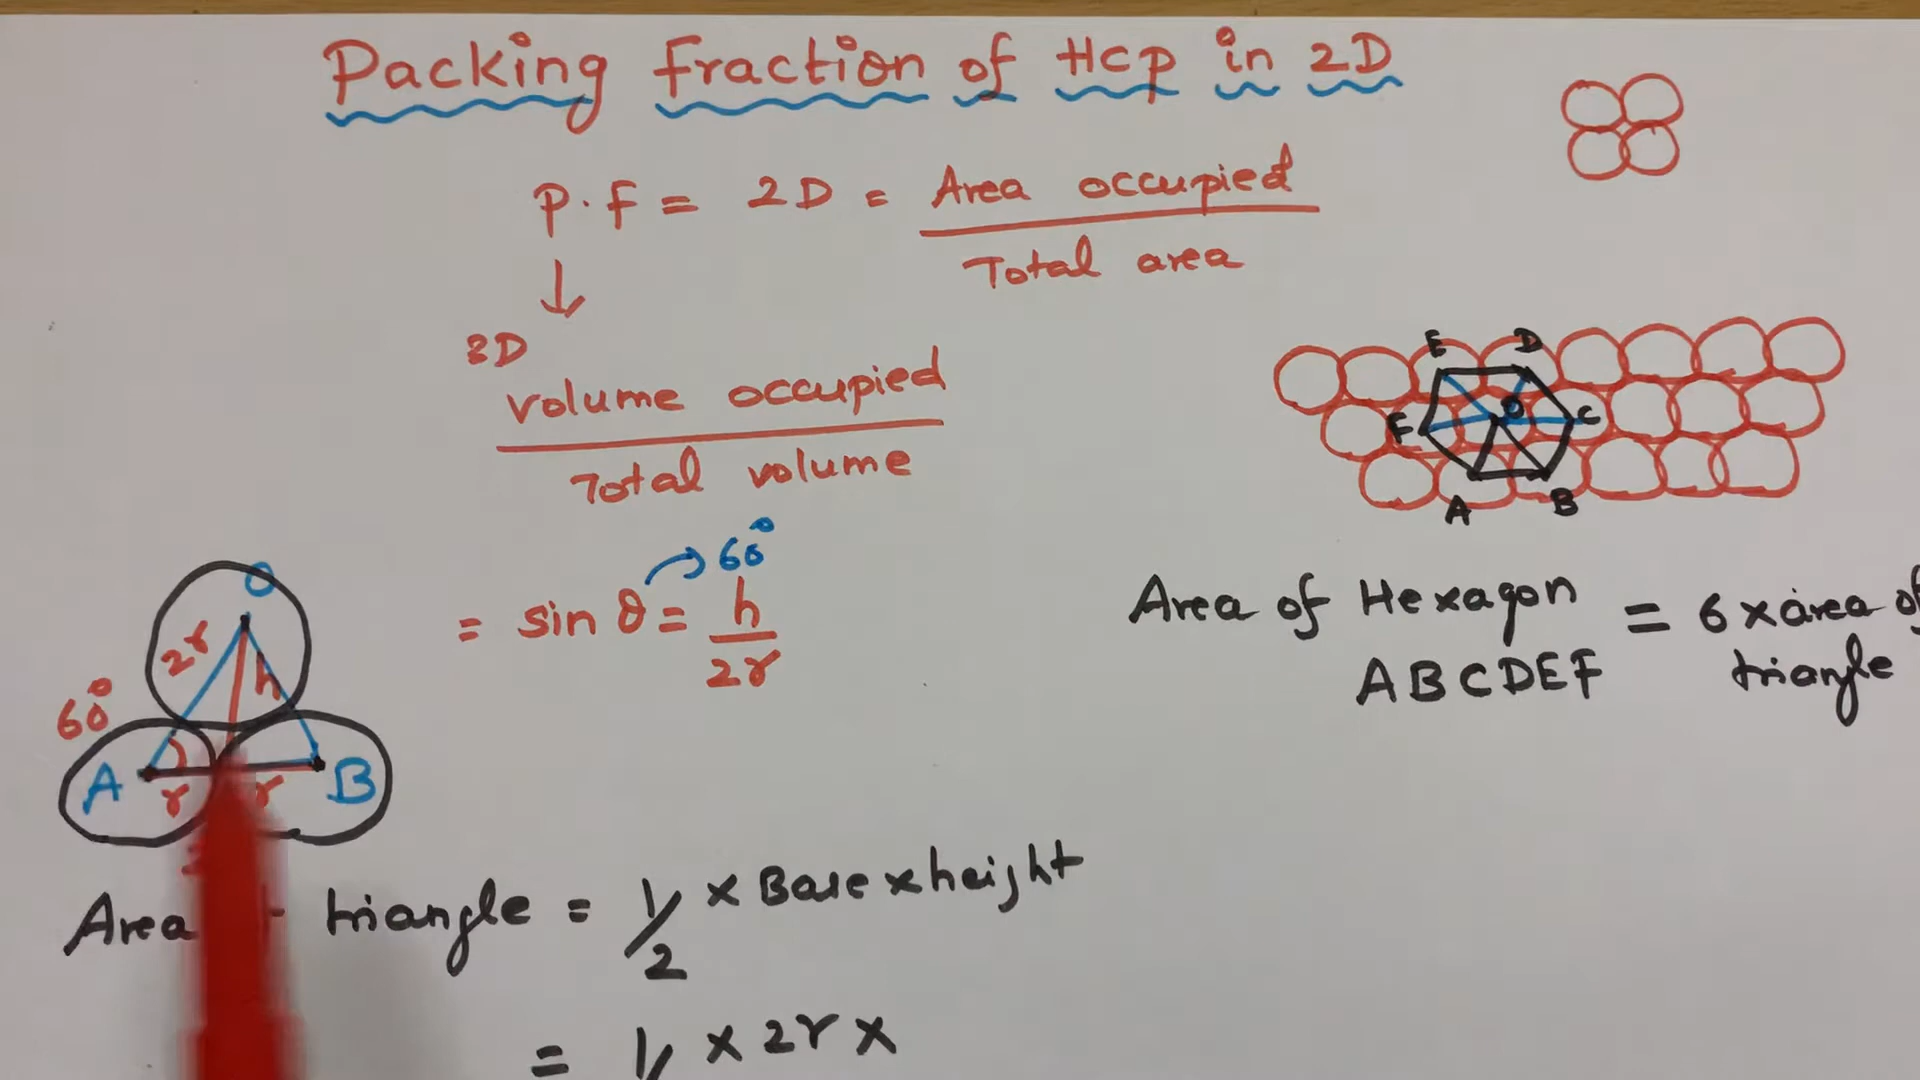 Packing Fraction of Hcp in 2D
P.F = 2D = Area occupied
Total area
↓
3D
Volume occupied
Total volume
E D
F O C
A B
= sin θ = h
2r
60°
O
2r
h
60°
A r r B
Area of Hexagon = 6 x area of
ABCDEF triangle
Area triangle = 1/2 x Base x height
= 1/ x 2r x